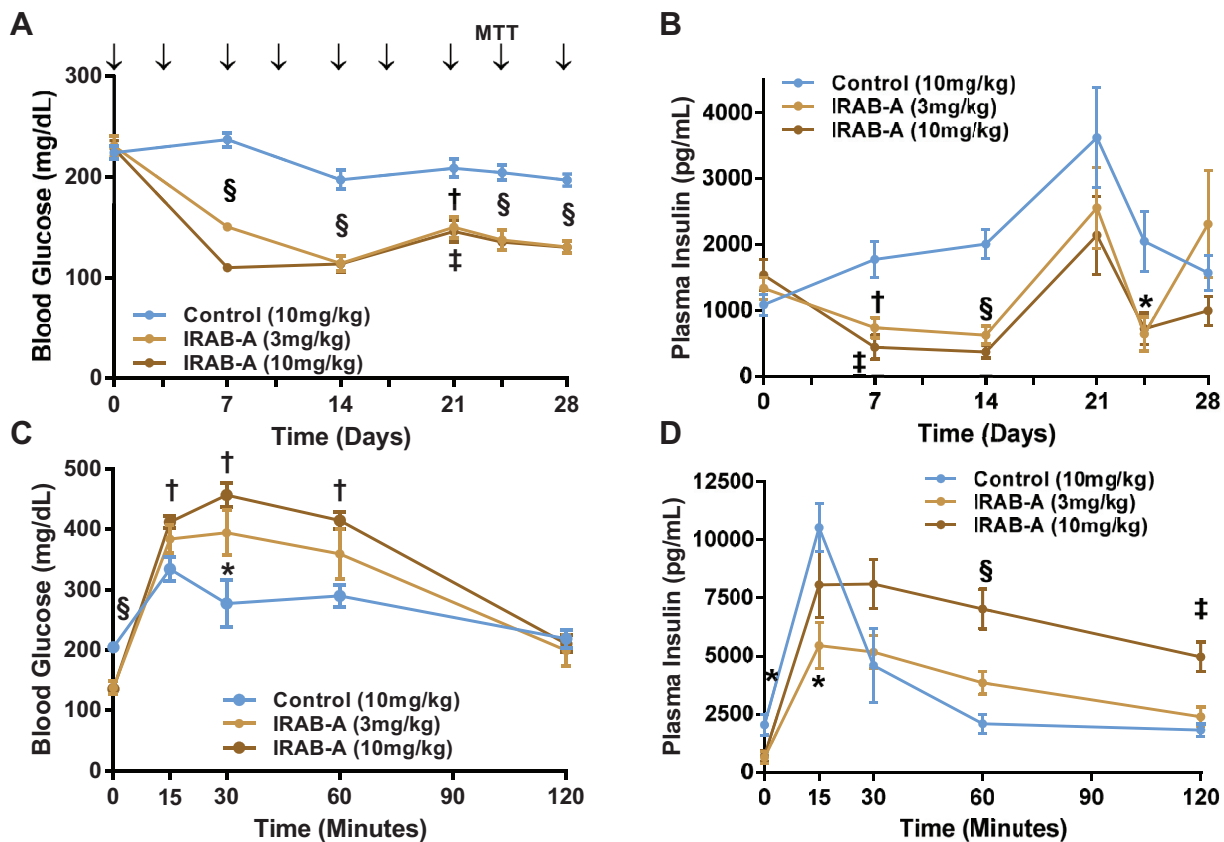 A
MTT
↓ ↓ ↓ ↓ ↓ ↓ ↓ ↓ ↓
Blood Glucose (mg/dL)
300
200
100
0
§
§
†
‡
§
§
Control (10mg/kg)
IRAB-A (3mg/kg)
IRAB-A (10mg/kg)
0 7 14 21 28
Time (Days)
B
Plasma Insulin (pg/mL)
4000
3000
2000
1000
0
Control (10mg/kg)
IRAB-A (3mg/kg)
IRAB-A (10mg/kg)
†
‡
§
*
0 7 14 21 28
Time (Days)
C
Blood Glucose (mg/dL)
500
400
300
200
100
0
§
†
†
*
†
Control (10mg/kg)
IRAB-A (3mg/kg)
IRAB-A (10mg/kg)
0 15 30 60 120
Time (Minutes)
D
Plasma Insulin (pg/mL)
12500
10000
7500
5000
2500
0
Control (10mg/kg)
IRAB-A (3mg/kg)
IRAB-A (10mg/kg)
*
*
§
‡
0 15 30 60 90 120
Time (Minutes)